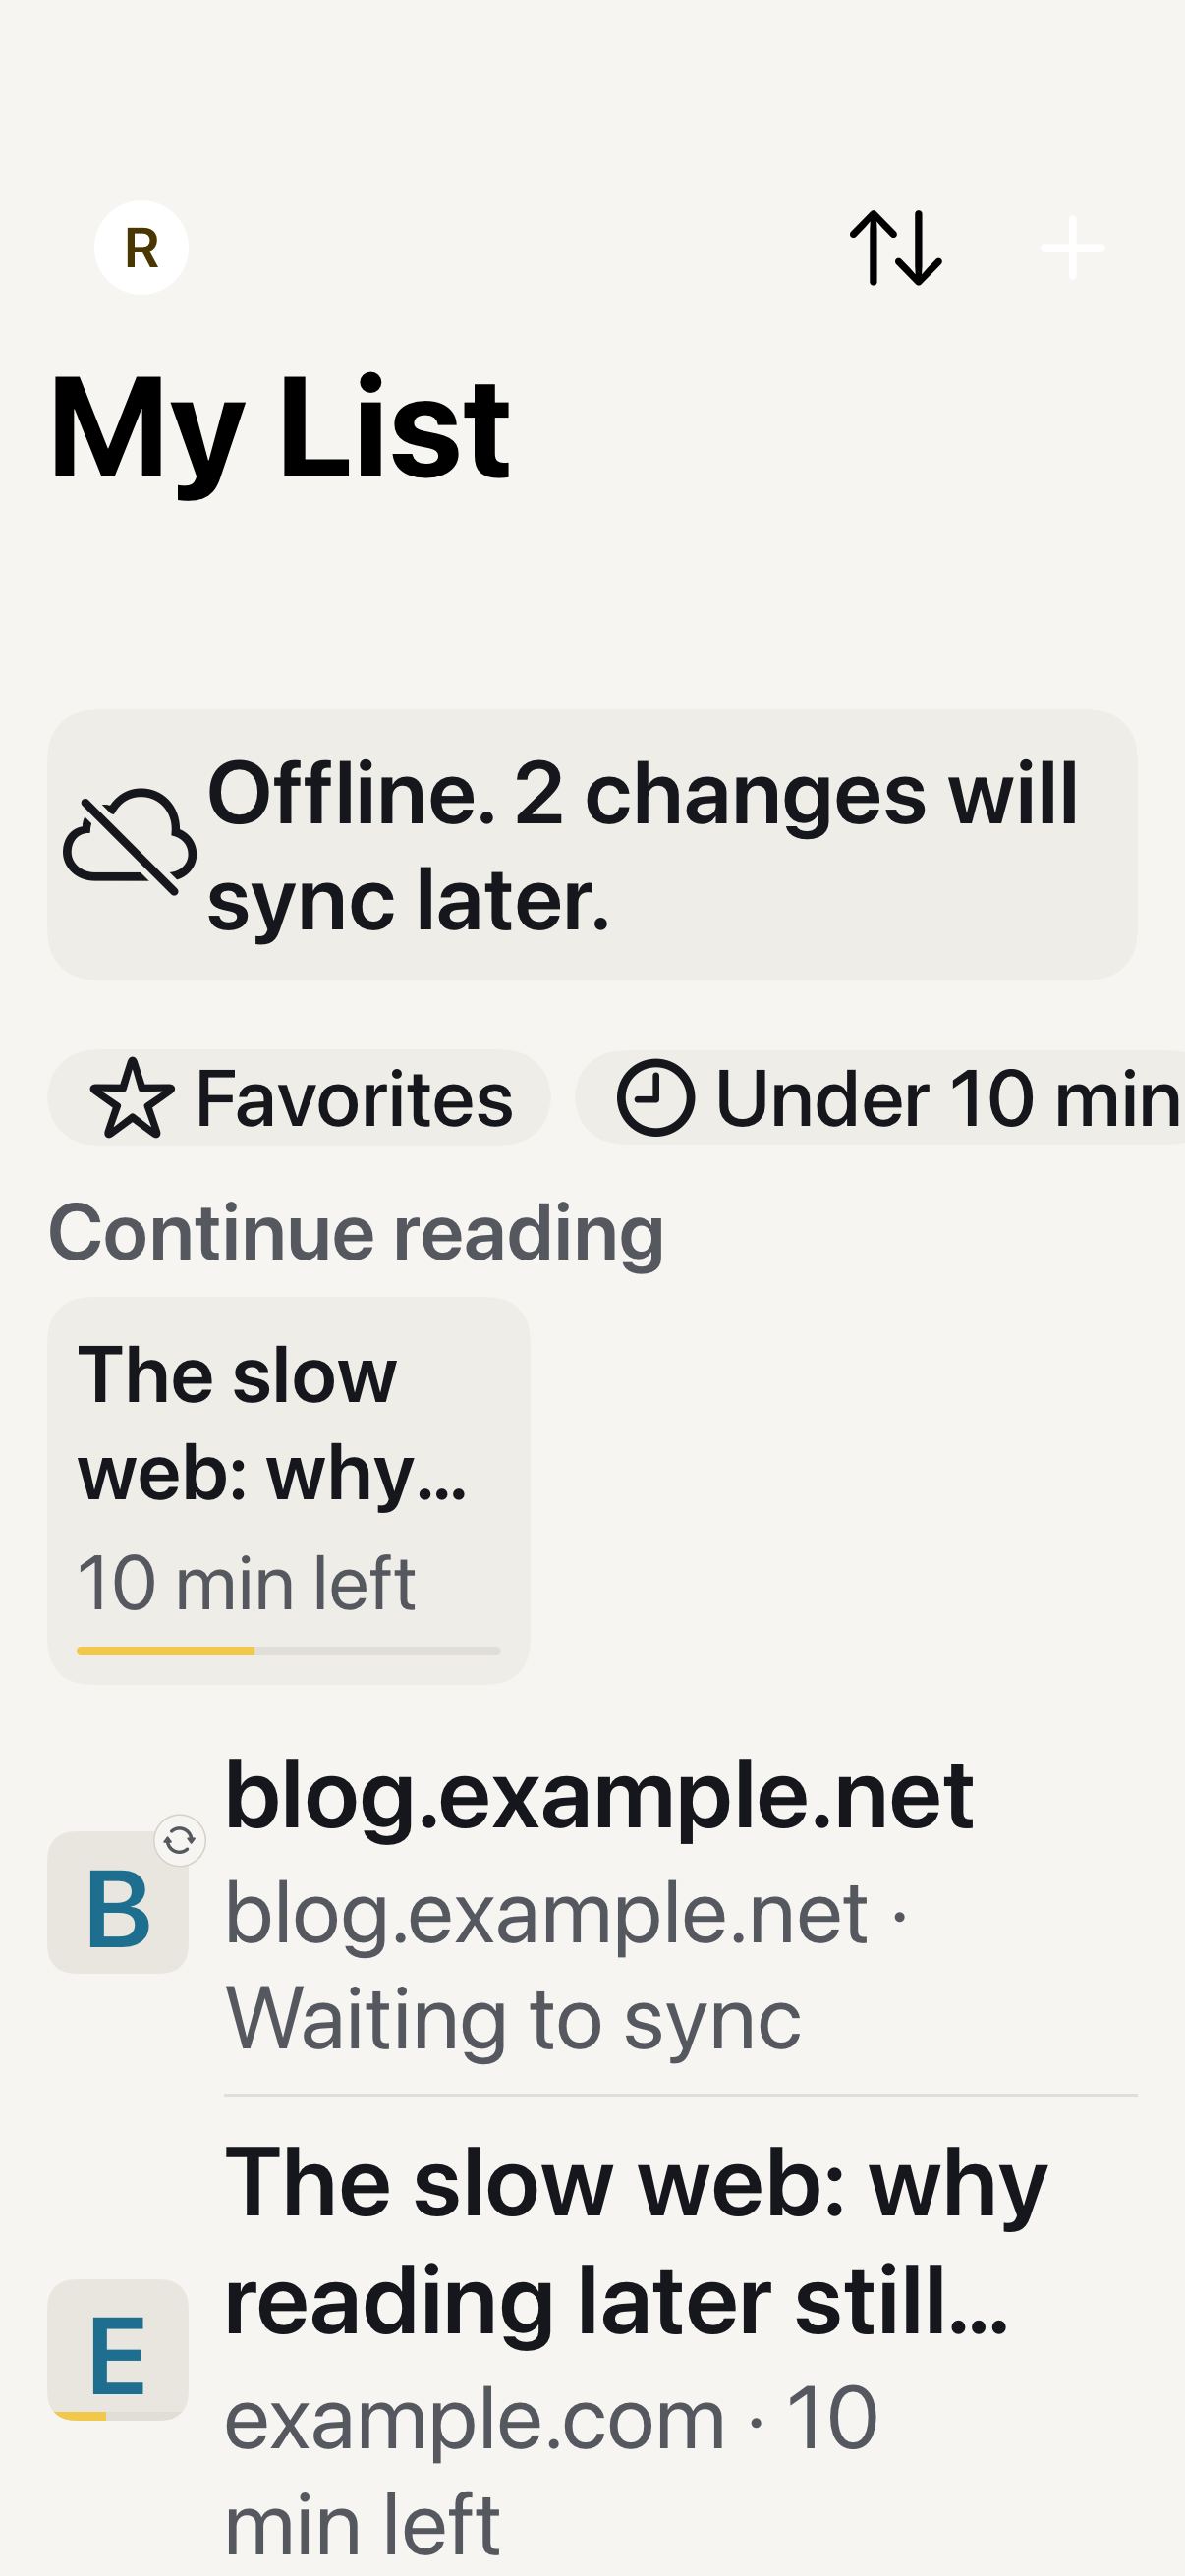 R
My List
Offline. 2 changes will
sync later.
Favorites
Under 10 min
Continue reading
The slow
web: why…
10 min left
B
blog.example.net
blog.example.net ·
Waiting to sync
E
The slow web: why
reading later still…
example.com · 10
min left